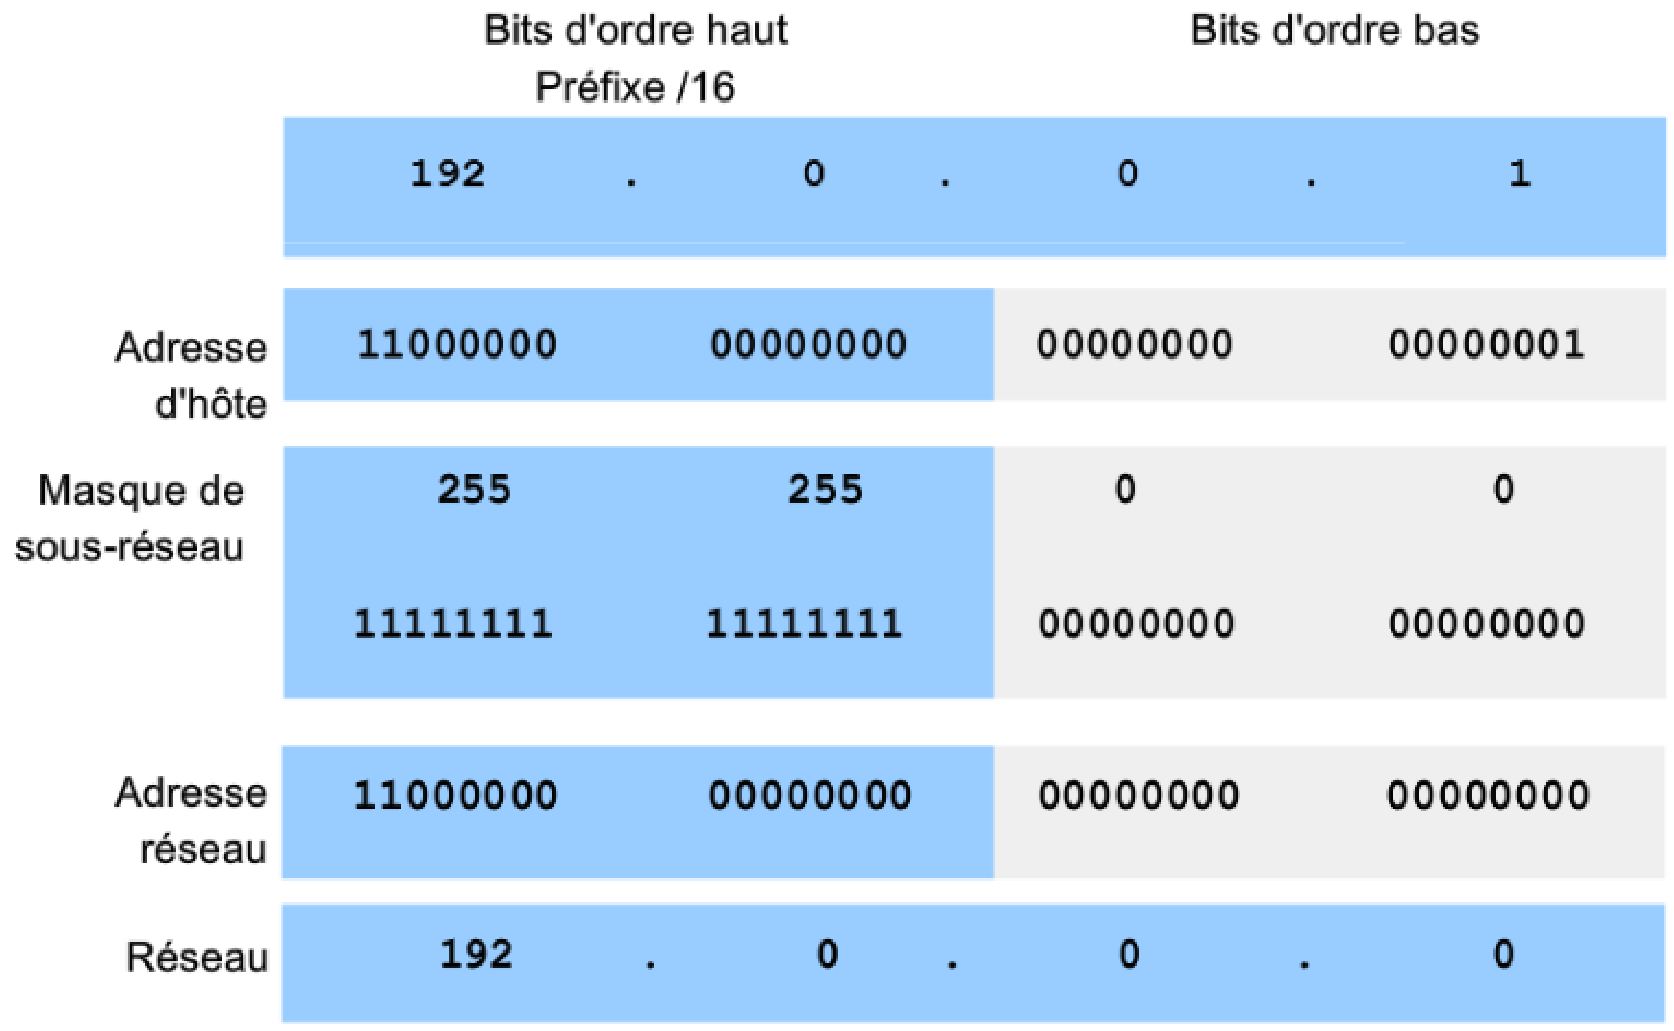 Bits d'ordre haut Bits d'ordre bas
Préfixe /16
192 . 0 . 0 . 1
Adresse d'hôte 11000000 00000000 00000000 00000001
Masque de sous-réseau 255 255 0 0
11111111 11111111 00000000 00000000
Adresse réseau 11000000 00000000 00000000 00000000
Réseau 192 . 0 . 0 . 0